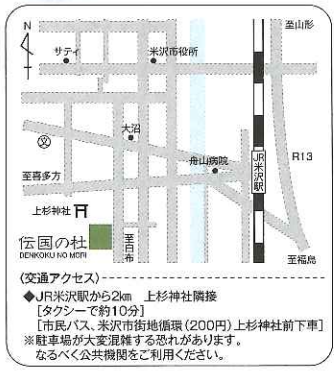 N
至山形
サティ
米沢市役所
大沼
文
舟山病院
JR米沢駅
R13
至喜多方
上杉神社
伝国の杜
DENKOKU NO MORI
至白布
至福島
〈交通アクセス〉
◆JR米沢駅から2km　上杉神社隣接
［タクシーで約10分］
［市民バス、米沢市街地循環（200円）上杉神社前下車］
※駐車場が大変混雑する恐れがあります。
なるべく公共機関をご利用ください。